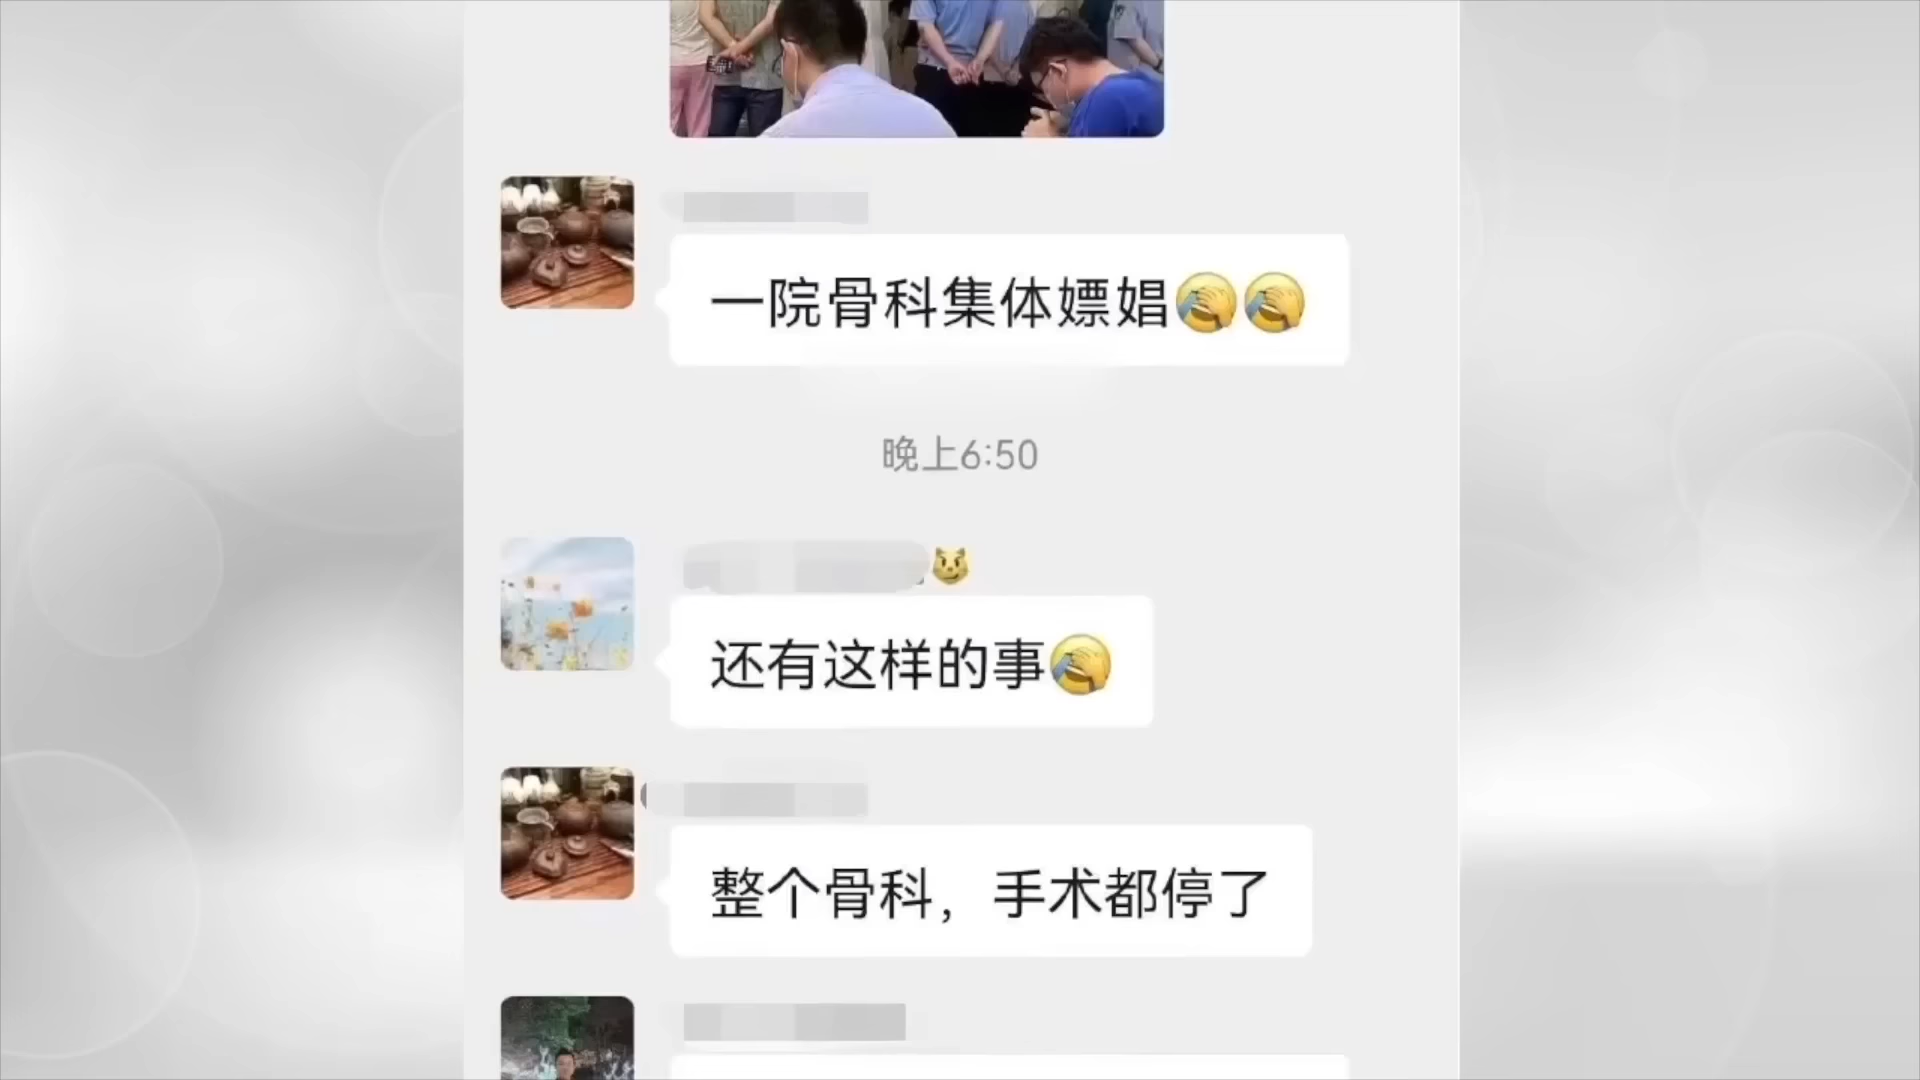 一院骨科集体嫖娼🤦🤦
晚上6:50
😼
还有这样的事🤦
整个骨科，手术都停了